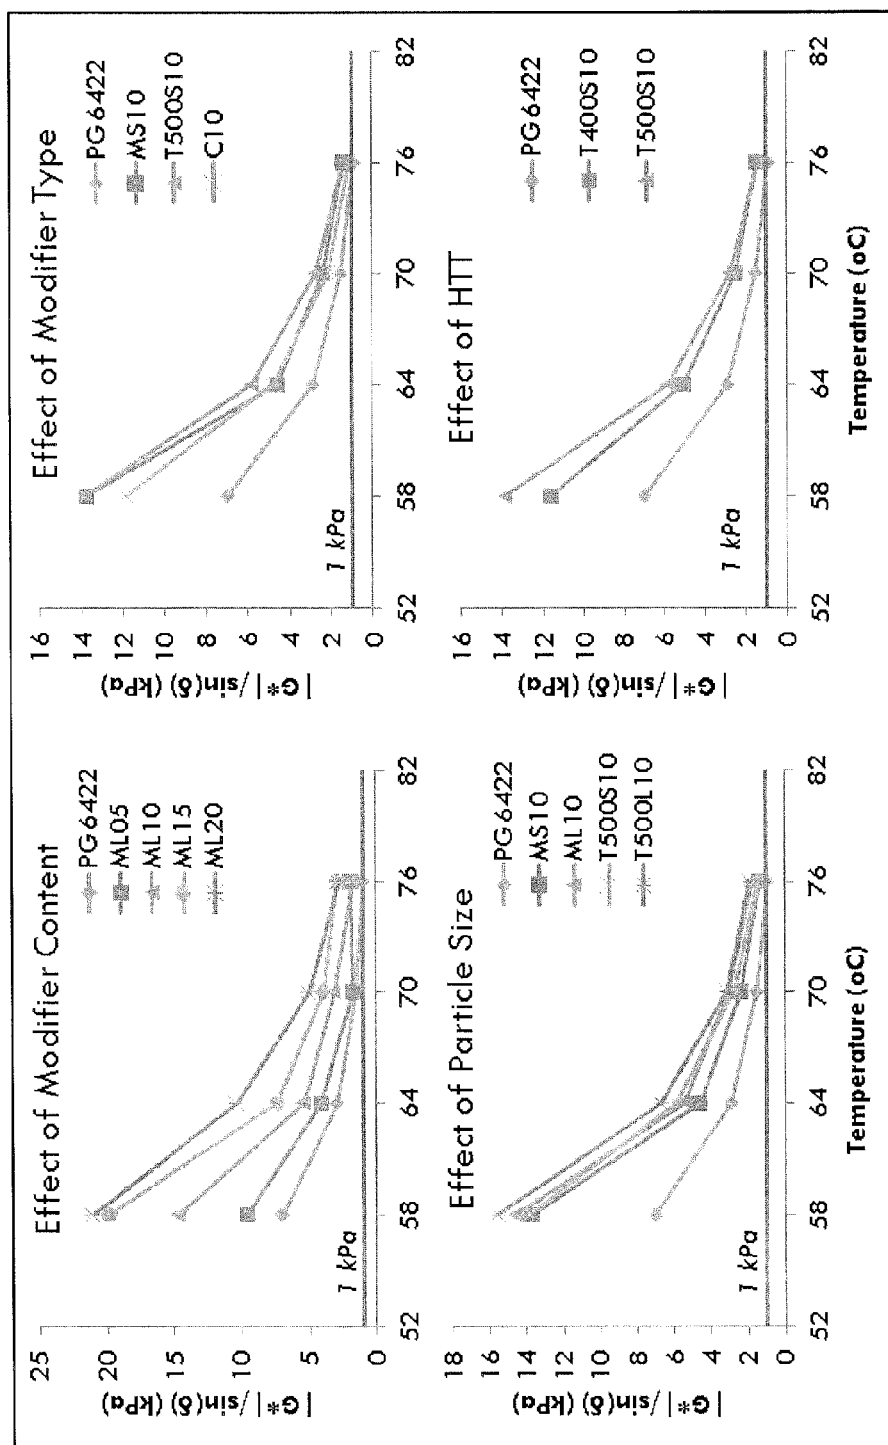 Effect of Modifier Content
PG6422
ML05
ML10
ML15
ML20
|G*|/sin(δ) (kPa)
25
20
15
10
5
0
1 kPa
52
58
64
70
76
82
Effect of Modifier Type
PG6422
MS10
T500S10
C10
|G*|/sin(δ) (kPa)
16
14
12
10
8
6
4
2
0
1 kPa
52
58
64
70
76
82
Effect of Particle Size
PG6422
MS10
ML10
T500S10
T500L10
|G*|/sin(δ) (kPa)
18
16
14
12
10
8
6
4
2
0
1 kPa
52
58
64
70
76
82
Temperature (oC)
Effect of HTT
PG6422
T400S10
T500S10
|G*|/sin(δ) (kPa)
16
14
12
10
8
6
4
2
0
1 kPa
52
58
64
70
76
82
Temperature (oC)